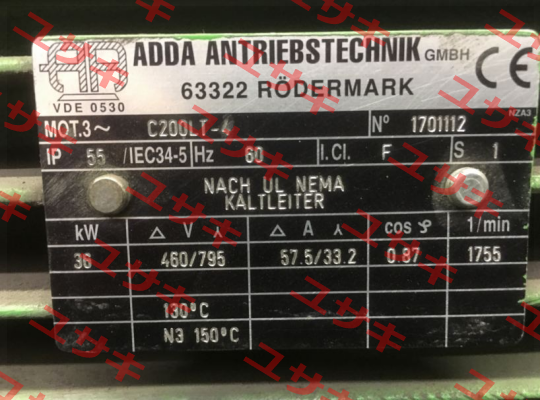 ADDA ANTRIEBSTECHNIK GMBH
63322 RÖDERMARK
CE
VDE 0530
NZA3
MOT.3~ C200LT-4 Nº 1701112
IP 55 /IEC34-5 Hz 60 I.Cl. F S 1
NACH UL NEMA
KALTLEITER
kW △ V ⅄ △ A ⅄ cos φ 1/min
36 460/795 57.5/33.2 0.87 1755
130°C
N3 150°C
ユサキ